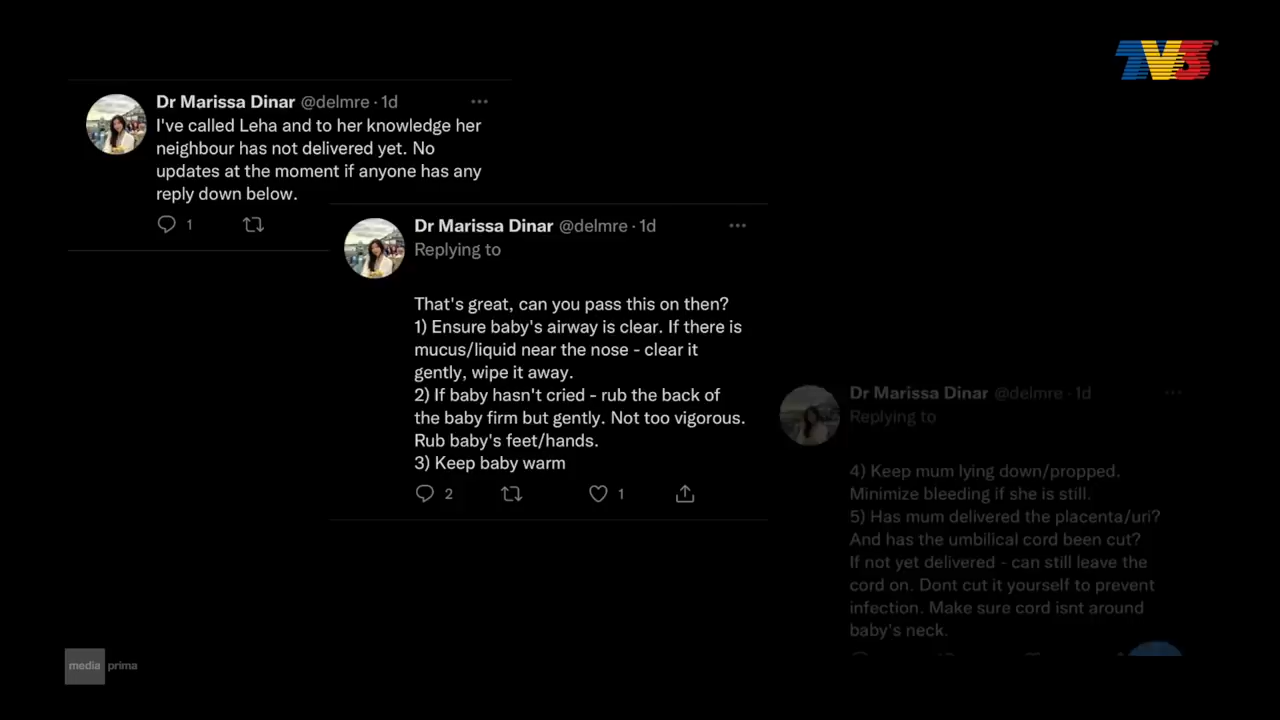 TV3
Dr Marissa Dinar @delmre · 1d
I've called Leha and to her knowledge her
neighbour has not delivered yet. No
updates at the moment if anyone has any
reply down below.
1
Dr Marissa Dinar @delmre · 1d
Replying to
That's great, can you pass this on then?
1) Ensure baby's airway is clear. If there is
mucus/liquid near the nose - clear it
gently, wipe it away.
2) If baby hasn't cried - rub the back of
the baby firm but gently. Not too vigorous.
Rub baby's feet/hands.
3) Keep baby warm
2 1
Dr Marissa Dinar @delmre · 1d
Replying to
4) Keep mum lying down/propped.
Minimize bleeding if she is still.
5) Has mum delivered the placenta/uri?
And has the umbilical cord been cut?
If not yet delivered - can still leave the
cord on. Dont cut it yourself to prevent
infection. Make sure cord isnt around
baby's neck.
media prima